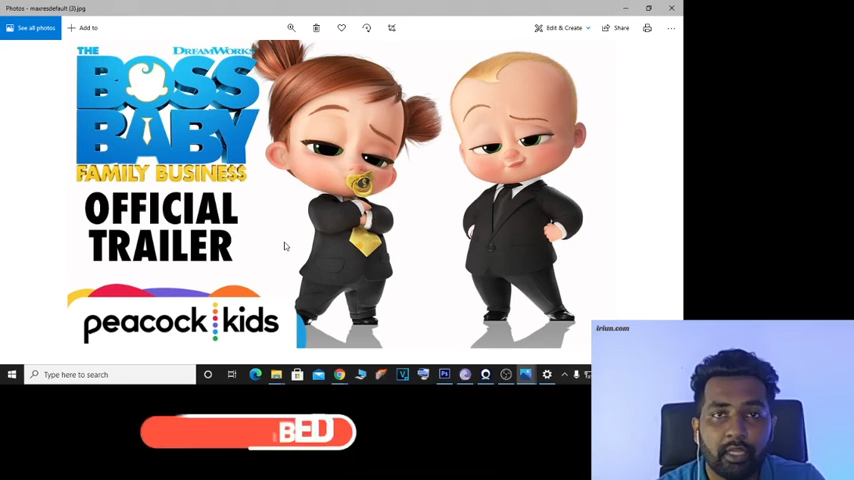 Photos - maxresdefault (3).jpg
See all photos
Add to
Edit & Create
Share
THE
DREAMWORKS
BOSS
BABY
FAMILY BUSINESS
OFFICIAL
TRAILER
peacock kids
Type here to search
iriun.com
BED